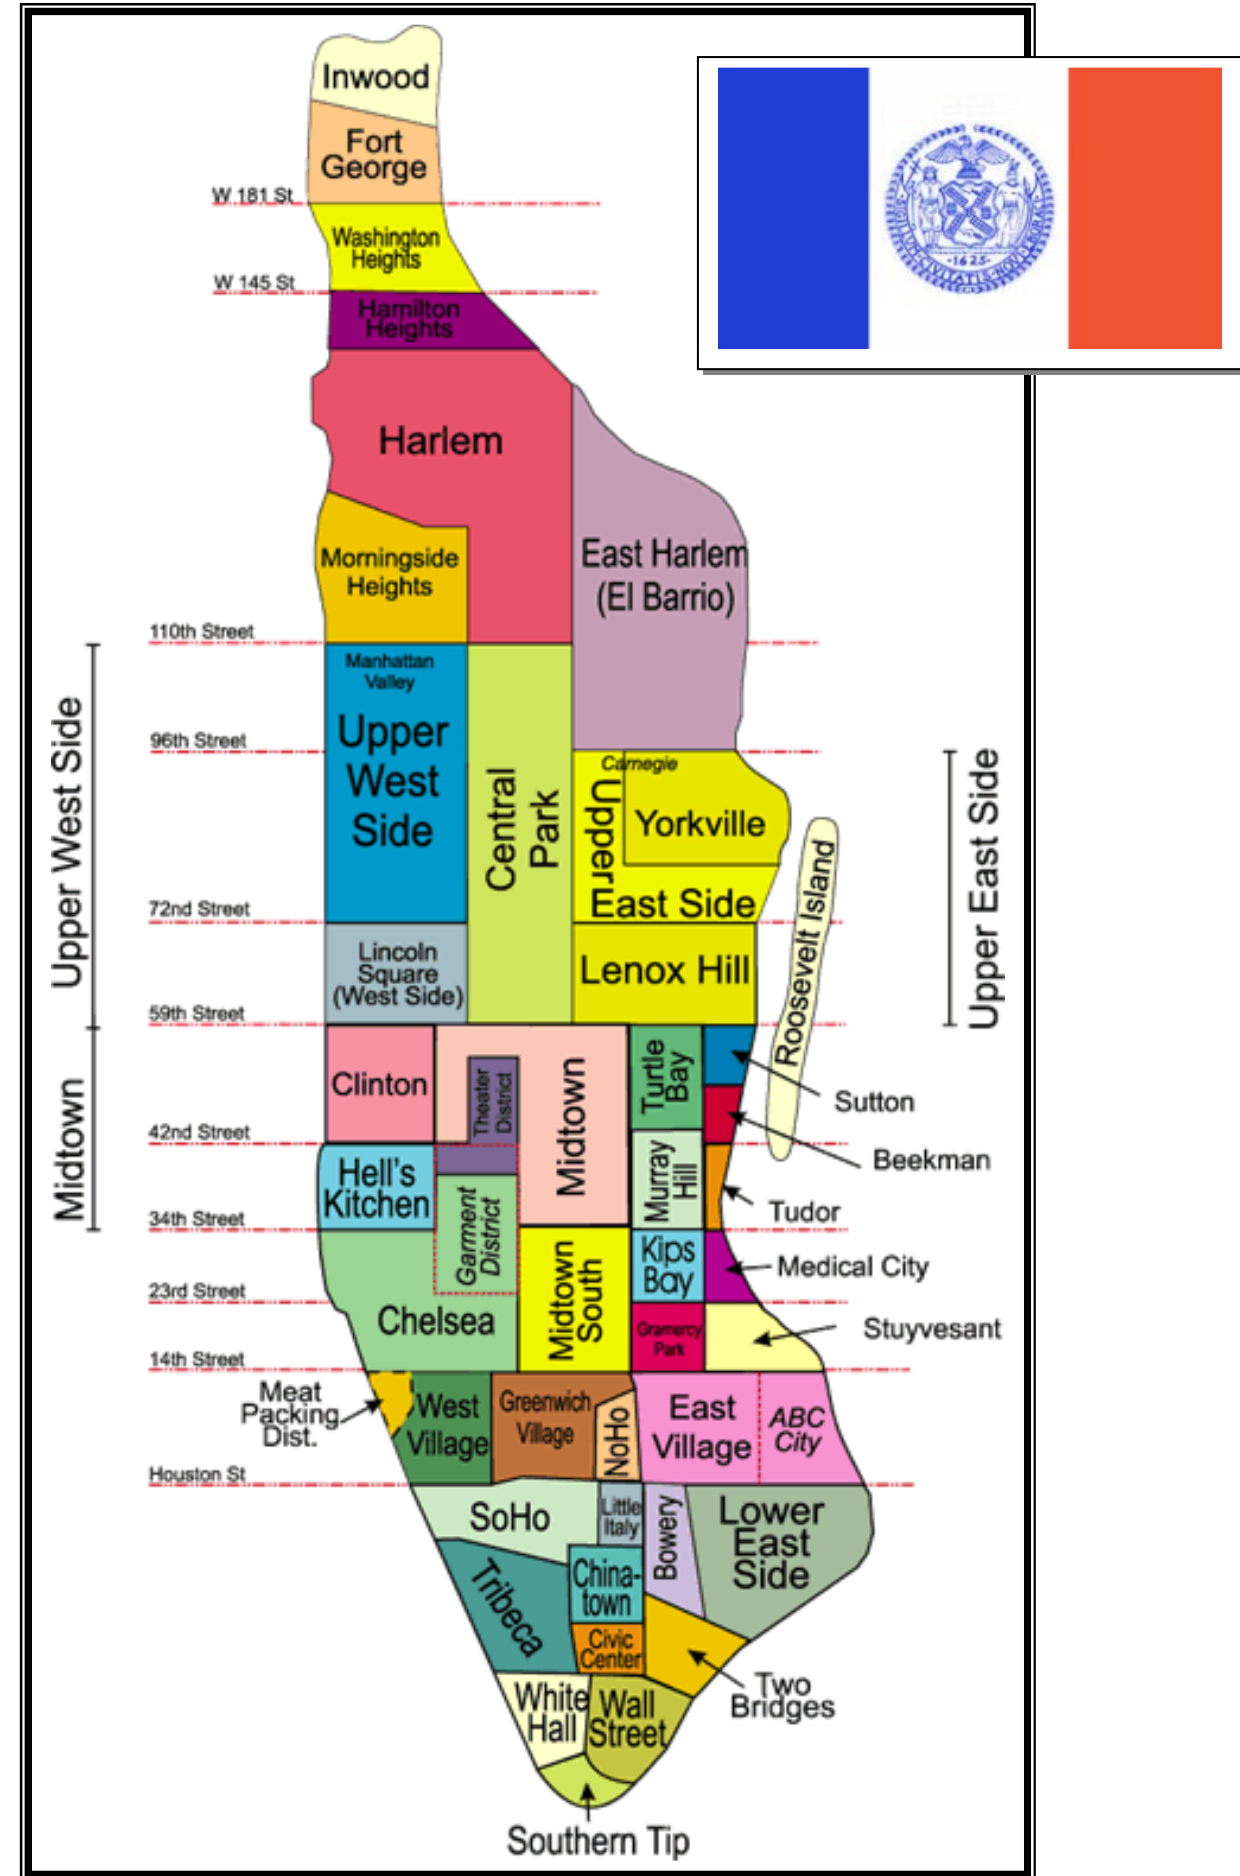 Inwood
Fort
George
W 181 St
Washington
Heights
W 145 St
Hamilton
Heights
SIGILLUM CIVITATIS NOVI EBORACI
·1625·
Harlem
East Harlem
(El Barrio)
Morningside
Heights
110th Street
Manhattan
Valley
Upper
West
Side
96th Street
Central
Park
Carnegie
Upper
East Side
Yorkville
72nd Street
Lincoln
Square
(West Side)
Lenox Hill
59th Street
Upper West Side
Upper East Side
Roosevelt Island
Clinton
Theater
District
Midtown
Turtle
Bay
Sutton
Beekman
42nd Street
Midtown
Hell's
Kitchen
Murray
Hill
Tudor
34th Street
Garment
District
Kips
Bay
Medical City
23rd Street
Chelsea
Midtown
South
Gramercy
Park
Stuyvesant
14th Street
Meat
Packing
Dist.
West
Village
Greenwich
Village
NoHo
East
Village
ABC
City
Houston St
SoHo
Little
Italy
Bowery
Lower
East
Side
Tribeca
China-
town
Civic
Center
Two
Bridges
White
Hall
Wall
Street
Southern Tip